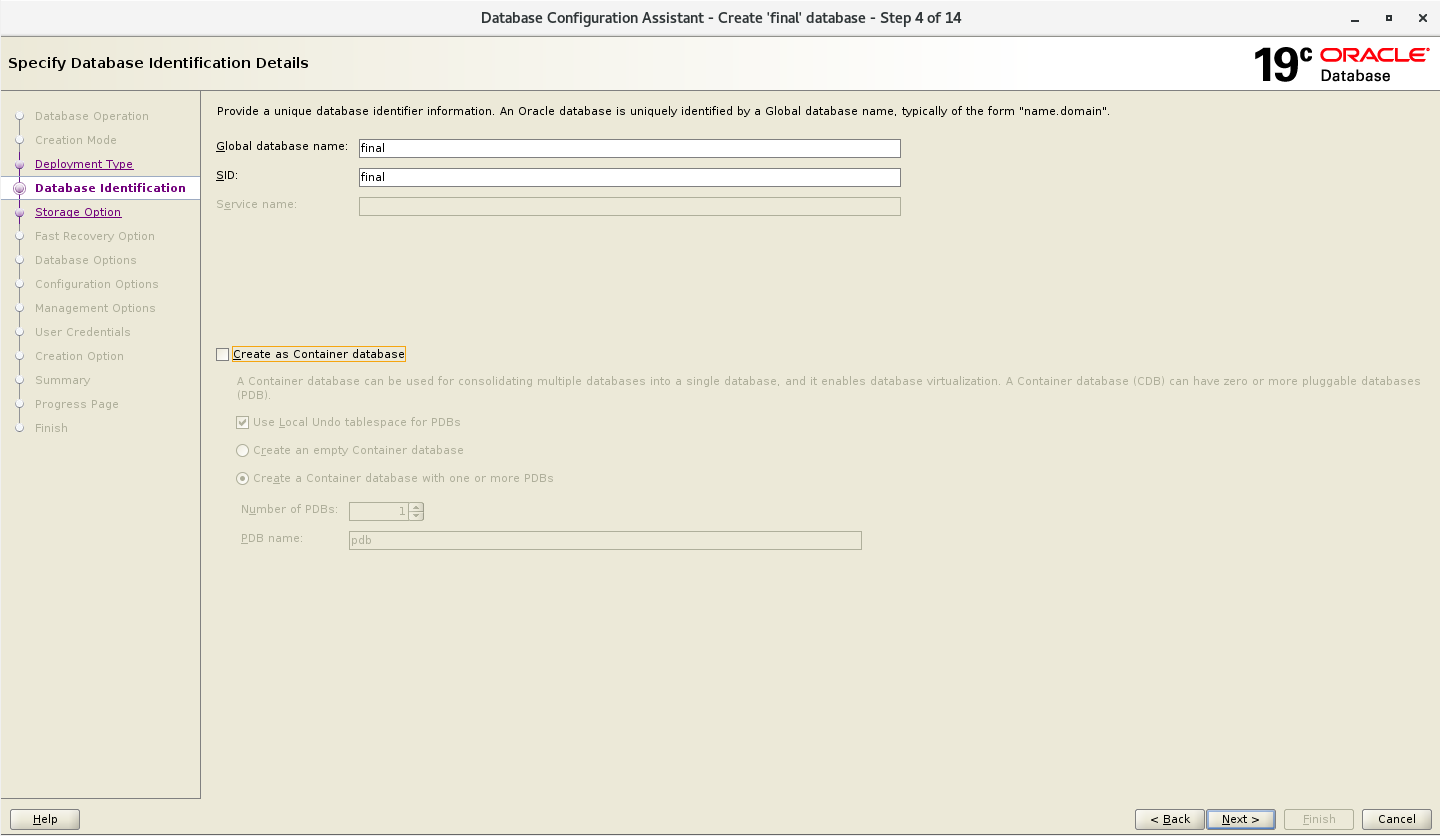 Database Configuration Assistant - Create 'final' database - Step 4 of 14
Specify Database Identification Details
19c ORACLE
Database
Database Operation
Creation Mode
Deployment Type
Database Identification
Storage Option
Fast Recovery Option
Database Options
Configuration Options
Management Options
User Credentials
Creation Option
Summary
Progress Page
Finish
Provide a unique database identifier information. An Oracle database is uniquely identified by a Global database name, typically of the form "name.domain".
Global database name: final
SID: final
Service name:
Create as Container database
A Container database can be used for consolidating multiple databases into a single database, and it enables database virtualization. A Container database (CDB) can have zero or more pluggable databases
(PDB).
Use Local Undo tablespace for PDBs
Create an empty Container database
Create a Container database with one or more PDBs
Number of PDBs: 1
PDB name: pdb
Help < Back Next > Finish Cancel